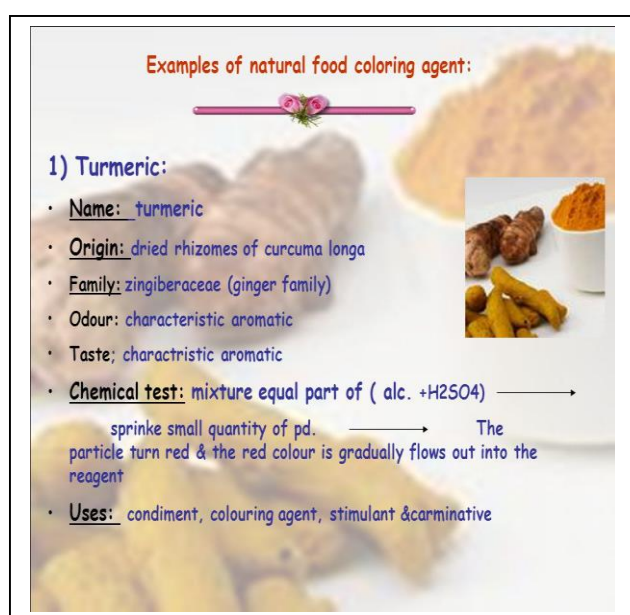 Examples of natural food coloring agent:
1) Turmeric:
• Name: turmeric
• Origin: dried rhizomes of curcuma longa
• Family: zingiberaceae (ginger family)
• Odour: characteristic aromatic
• Taste; charactristic aromatic
• Chemical test: mixture equal part of ( alc. +H2SO4) ⟶
sprinke small quantity of pd. ⟶ The
particle turn red & the red colour is gradually flows out into the
reagent
• Uses: condiment, colouring agent, stimulant &carminative